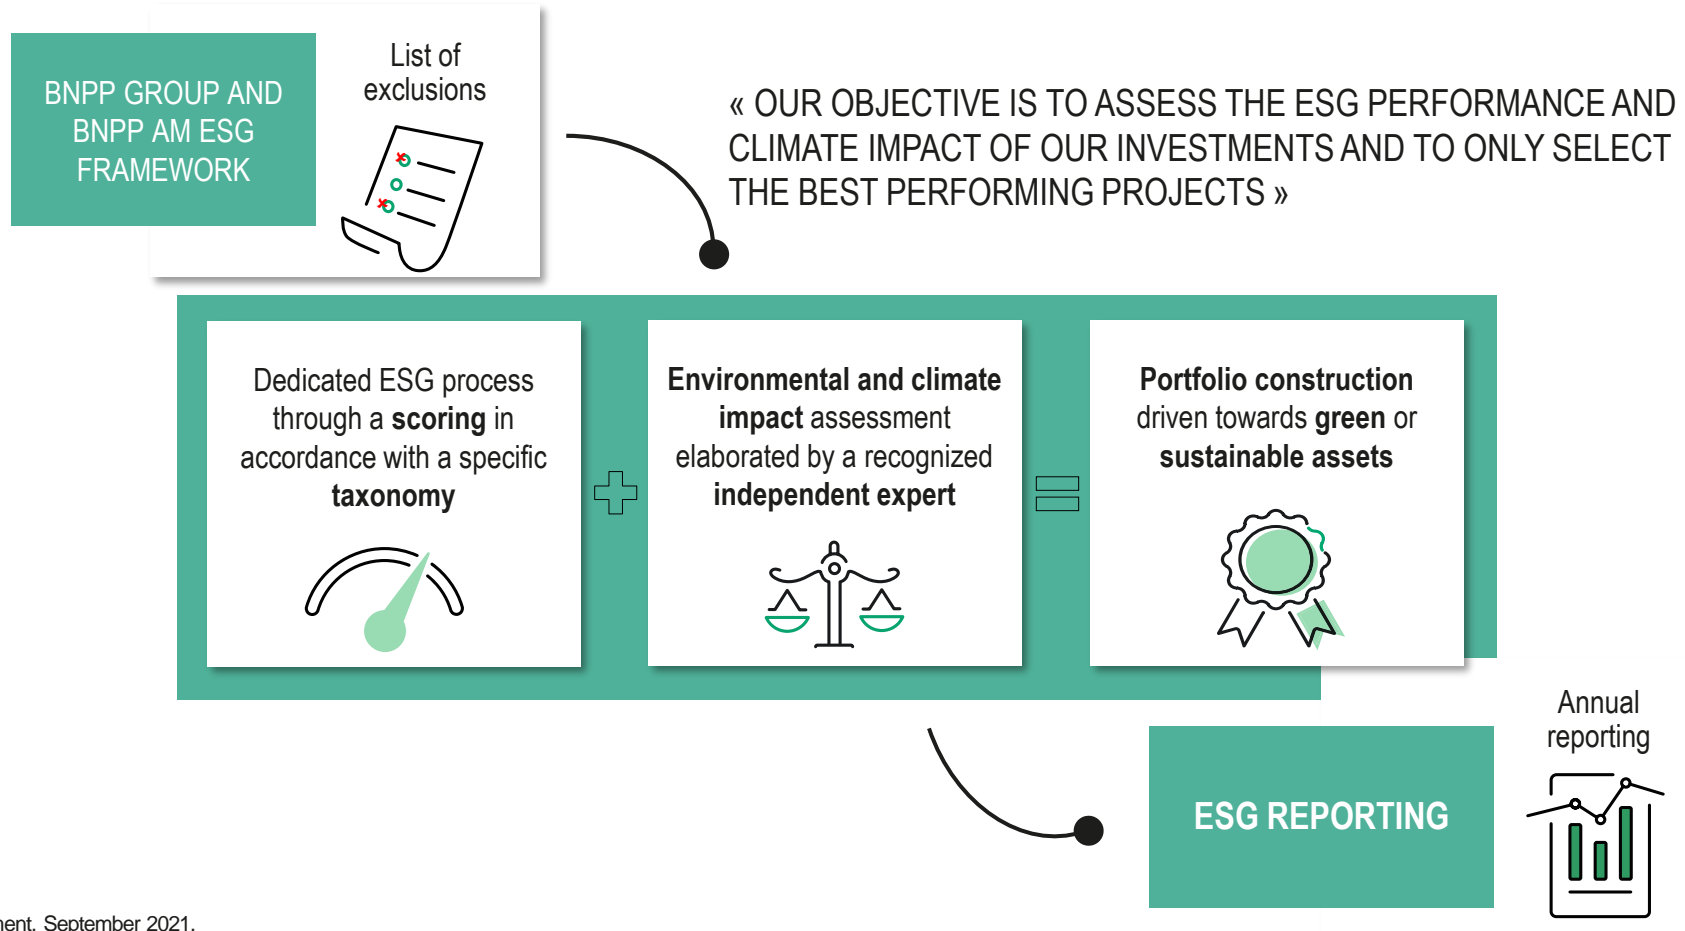 BNPP GROUP AND
BNPP AM ESG
FRAMEWORK
List of
exclusions
« OUR OBJECTIVE IS TO ASSESS THE ESG PERFORMANCE AND
CLIMATE IMPACT OF OUR INVESTMENTS AND TO ONLY SELECT
THE BEST PERFORMING PROJECTS »
Dedicated ESG process
through a scoring in
accordance with a specific
taxonomy
Environmental and climate
impact assessment
elaborated by a recognized
independent expert
Portfolio construction
driven towards green or
sustainable assets
Annual
reporting
ESG REPORTING
September 2021.